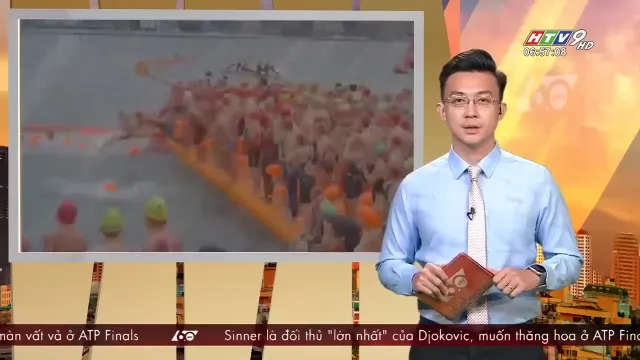 HTV9 HD
06:57:08
màn vất vả ở ATP Finals 60 Sinner là đối thủ "lớn nhất" của Djokovic, muốn thăng hoa ở ATP Fina